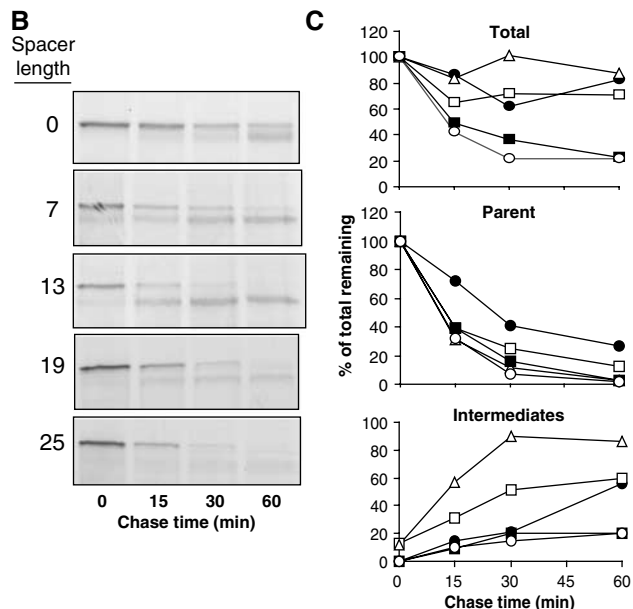 B
Spacer
length
0
7
13
19
25
0 15 30 60
Chase time (min)
C
Total
120
100
80
60
40
20
0
% of total remaining
Parent
120
100
80
60
40
20
0
Intermediates
100
80
60
40
20
0
0 15 30 45 60
Chase time (min)